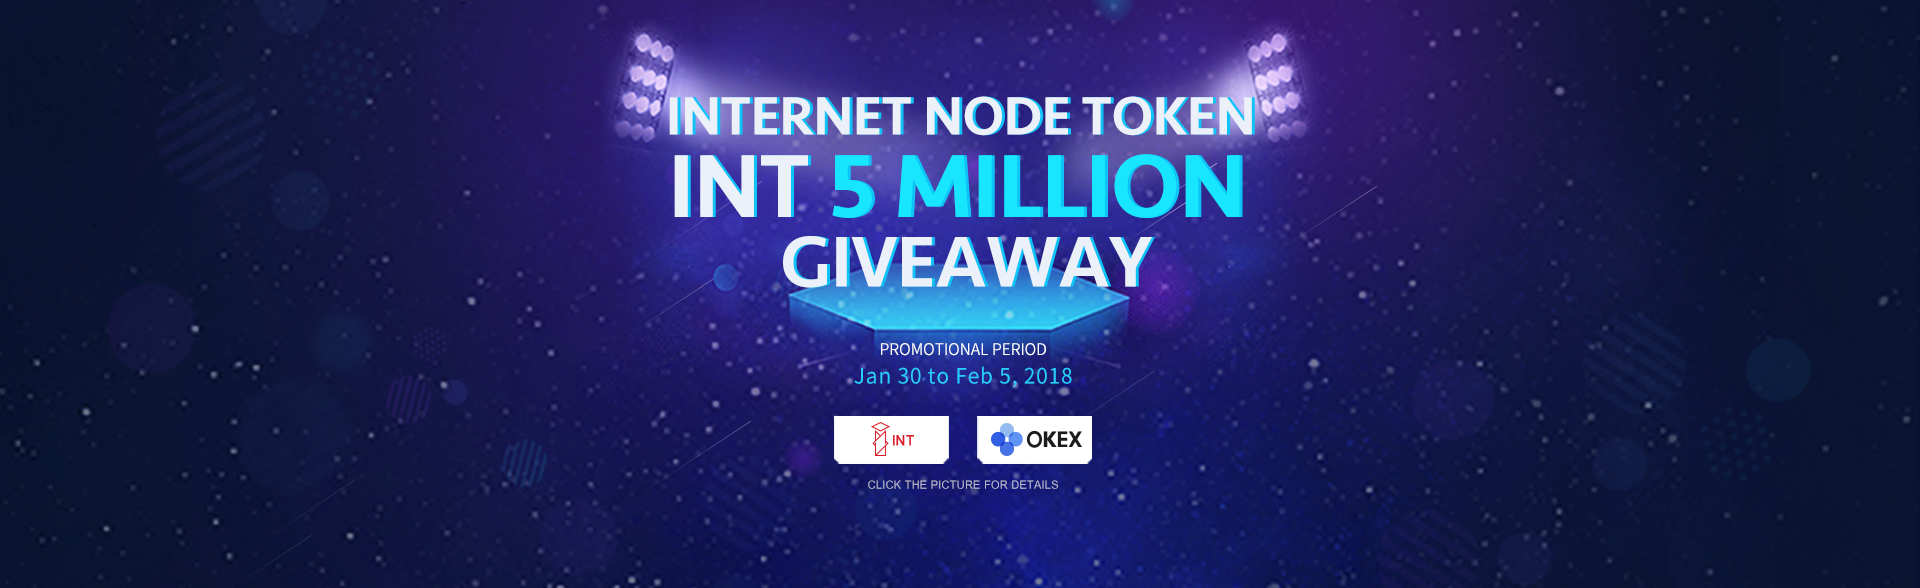 INTERNET NODE TOKEN
INT 5 MILLION
GIVEAWAY
PROMOTIONAL PERIOD
Jan 30 to Feb 5, 2018
INT
OKEX
CLICK THE PICTURE FOR DETAILS